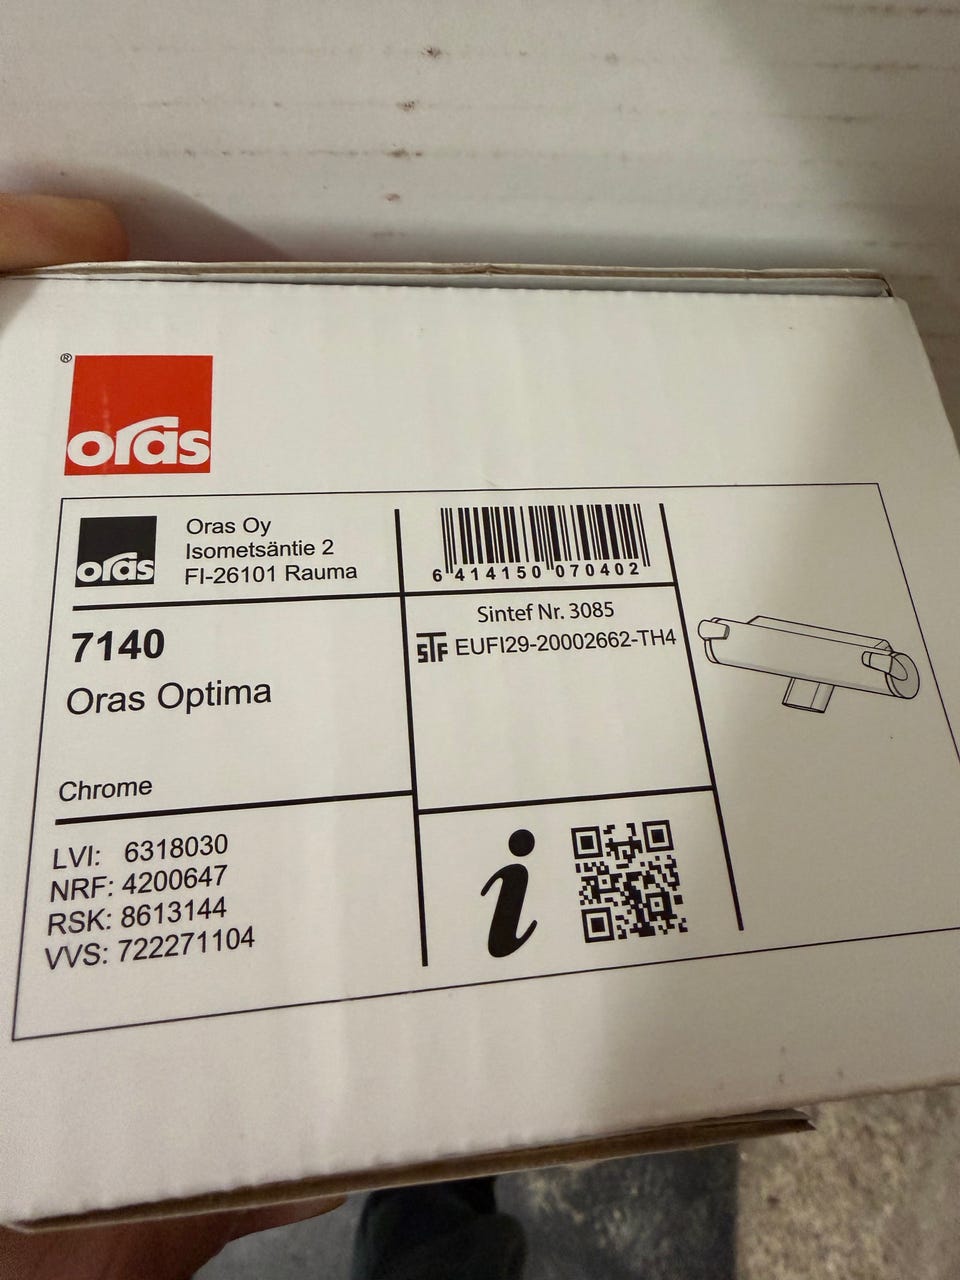 ®
oras
oras
Oras Oy
Isometsäntie 2
FI-26101 Rauma
6 414150 070402
7140
Oras Optima
Chrome
Sintef Nr. 3085
STF EUFI29-20002662-TH4
LVI: 6318030
NRF: 4200647
RSK: 8613144
VVS: 722271104
i